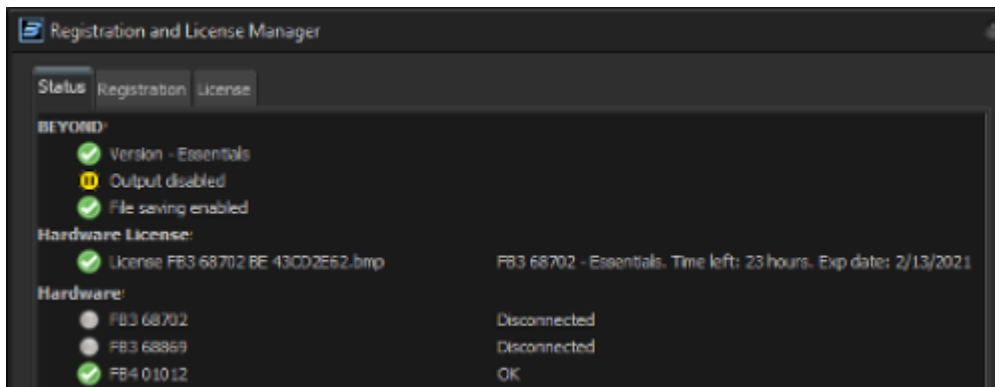 Registration and License Manager
Status Registration License
BEYOND:
Version - Essentials
Output disabled
File saving enabled
Hardware License:
License FB3 68702 BE 43CD2E62.bmp FB3 68702 - Essentials. Time left: 23 hours. Exp date: 2/13/2021
Hardware:
FB3 68702 Disconnected
FB3 68869 Disconnected
FB4 01012 OK